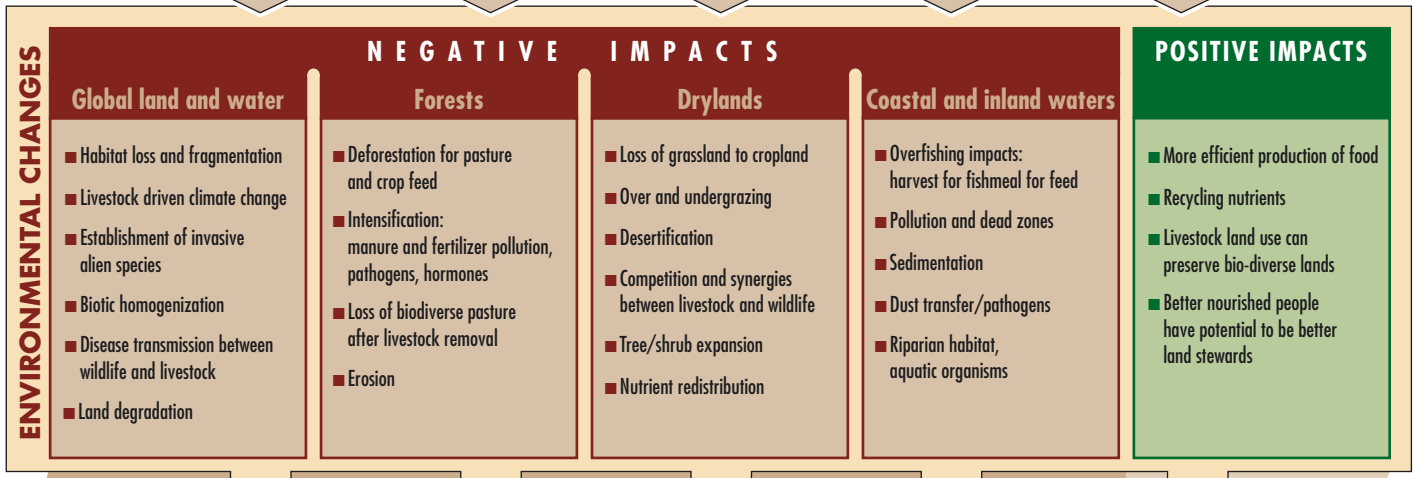 ENVIRONMENTAL CHANGES
NEGATIVE IMPACTS
Global land and water
■ Habitat loss and fragmentation
■ Livestock driven climate change
■ Establishment of invasive
alien species
■ Biotic homogenization
■ Disease transmission between
wildlife and livestock
■ Land degradation
Forests
■ Deforestation for pasture
and crop feed
■ Intensification:
manure and fertilizer pollution,
pathogens, hormones
■ Loss of biodiverse pasture
after livestock removal
■ Erosion
Drylands
■ Loss of grassland to cropland
■ Over and undergrazing
■ Desertification
■ Competition and synergies
between livestock and wildlife
■ Tree/shrub expansion
■ Nutrient redistribution
Coastal and inland waters
■ Overfishing impacts:
harvest for fishmeal for feed
■ Pollution and dead zones
■ Sedimentation
■ Dust transfer/pathogens
■ Riparian habitat,
aquatic organisms
POSITIVE IMPACTS
■ More efficient production of food
■ Recycling nutrients
■ Livestock land use can
preserve bio-diverse lands
■ Better nourished people
have potential to be better
land stewards